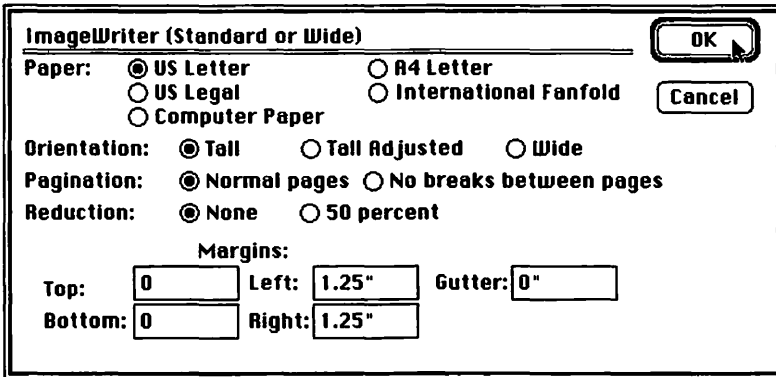 ImageWriter (Standard or Wide)
OK
Paper: US Letter A4 Letter
US Legal International Fanfold
Cancel
Computer Paper
Orientation: Tall Tall Adjusted Wide
Pagination: Normal pages No breaks between pages
Reduction: None 50 percent
Margins:
Top: 0 Left: 1.25" Gutter: 0"
Bottom: 0 Right: 1.25"